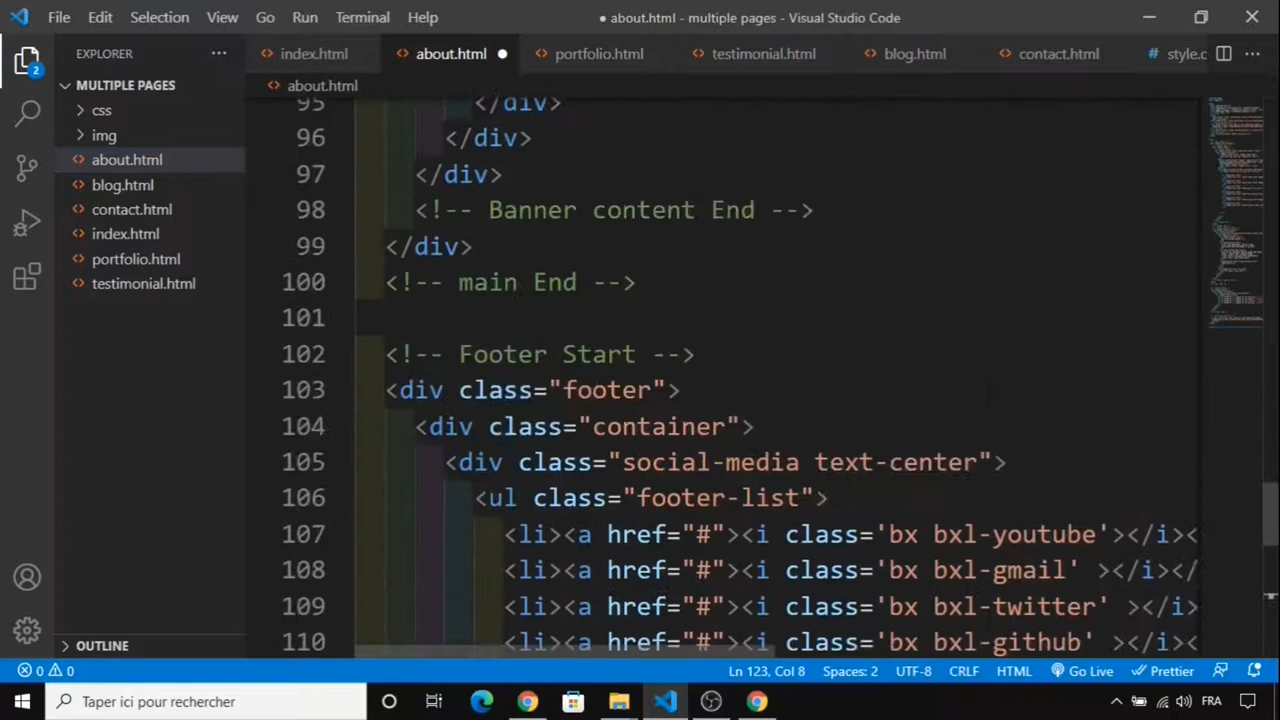 File Edit Selection View Go Run Terminal Help
● about.html - multiple pages - Visual Studio Code
EXPLORER
index.html about.html portfolio.html testimonial.html blog.html contact.html # style.c
MULTIPLE PAGES
about.html
css
img
about.html
blog.html
contact.html
index.html
portfolio.html
testimonial.html
OUTLINE
2
95 </div>
96 </div>
97 </div>
98 <!-- Banner content End -->
99 </div>
100 <!-- main End -->
101
102 <!-- Footer Start -->
103 <div class="footer">
104 <div class="container">
105 <div class="social-media text-center">
106 <ul class="footer-list">
107 <li><a href="#"><i class='bx bxl-youtube'></i><
108 <li><a href="#"><i class='bx bxl-gmail' ></i></
109 <li><a href="#"><i class='bx bxl-twitter' ></i>
110 <li><a href="#"><i class='bx bxl-github' ></i><
0 0 Ln 123, Col 8 Spaces: 2 UTF-8 CRLF HTML Go Live Prettier
Taper ici pour rechercher FRA